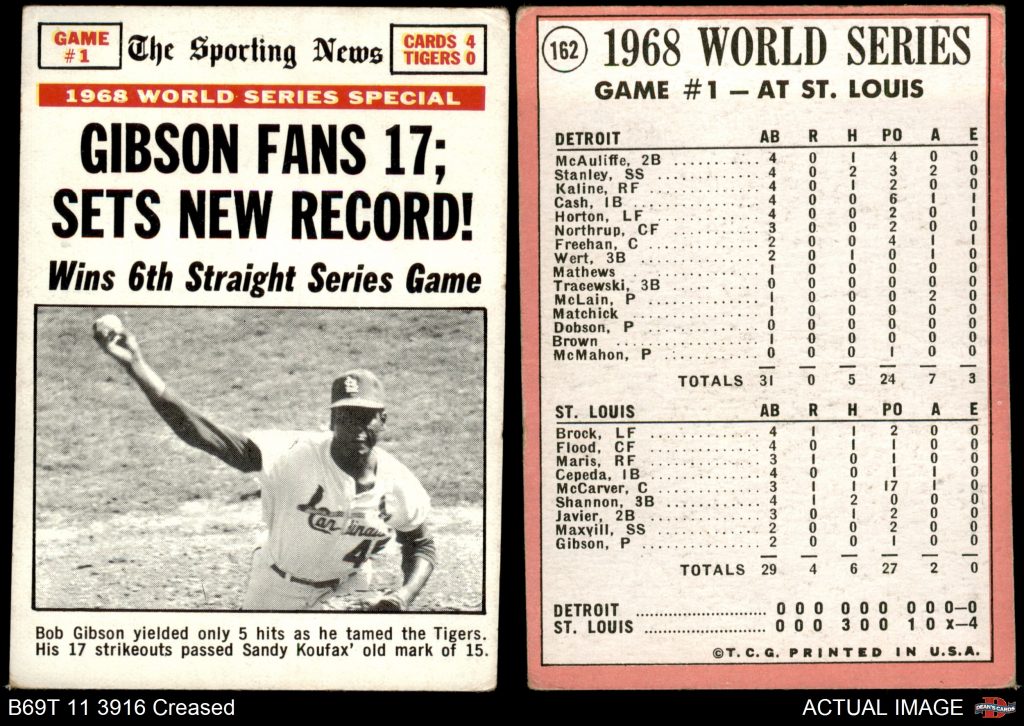 GAME #1
The Sporting News
CARDS 4
TIGERS 0
1968 WORLD SERIES SPECIAL
GIBSON FANS 17;
SETS NEW RECORD!
Wins 6th Straight Series Game
Cardinals
Bob Gibson yielded only 5 hits as he tamed the Tigers.
His 17 strikeouts passed Sandy Koufax' old mark of 15.
162 1968 WORLD SERIES
GAME #1 — AT ST. LOUIS
DETROIT AB R H PO A E
McAuliffe, 2B 4 0 1 4 0 0
Stanley, SS 4 0 2 3 2 0
Kaline, RF 4 0 1 2 0 0
Cash, 1B 4 0 0 6 1 1
Horton, LF 4 0 0 2 0 1
Northrup, CF 3 0 0 2 0 0
Freehan, C 2 0 0 4 1 1
Wert, 3B 2 0 1 0 1 0
Mathews 1 0 0 0 0 0
Tracewski, 3B 0 0 0 0 0 0
McLain, P 1 0 0 0 2 0
Matchick 1 0 0 0 0 0
Dobson, P 0 0 0 0 0 0
Brown 1 0 0 0 0 0
McMahon, P 0 0 0 1 0 0
TOTALS 31 0 5 24 7 3
ST. LOUIS AB R H PO A E
Brock, LF 4 1 1 2 0 0
Flood, CF 4 0 1 1 0 0
Maris, RF 3 1 0 1 0 0
Cepeda, 1B 4 0 0 1 1 0
McCarver, C 3 1 1 17 1 0
Shannon, 3B 4 1 2 0 0 0
Javier, 2B 3 0 1 2 0 0
Maxvill, SS 2 0 0 2 0 0
Gibson, P 2 0 0 1 0 0
TOTALS 29 4 6 27 2 0
DETROIT 0 0 0 0 0 0 0 0 0—0
ST. LOUIS 0 0 0 3 0 0 1 0 x—4
©T.C.G. PRINTED IN U.S.A.
B69T 11 3916 Creased
ACTUAL IMAGE
DEAN'S CARDS